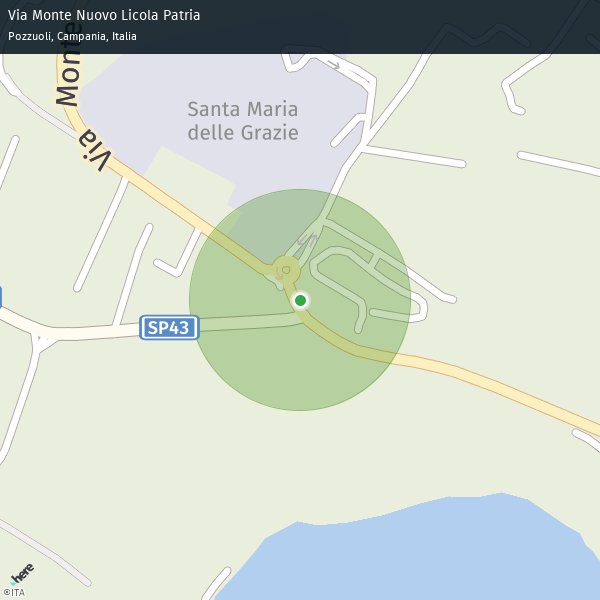 Via Monte Nuovo Licola Patria
Pozzuoli, Campania, Italia
Via Monte
Santa Maria
delle Grazie
SP43
here
©ITA